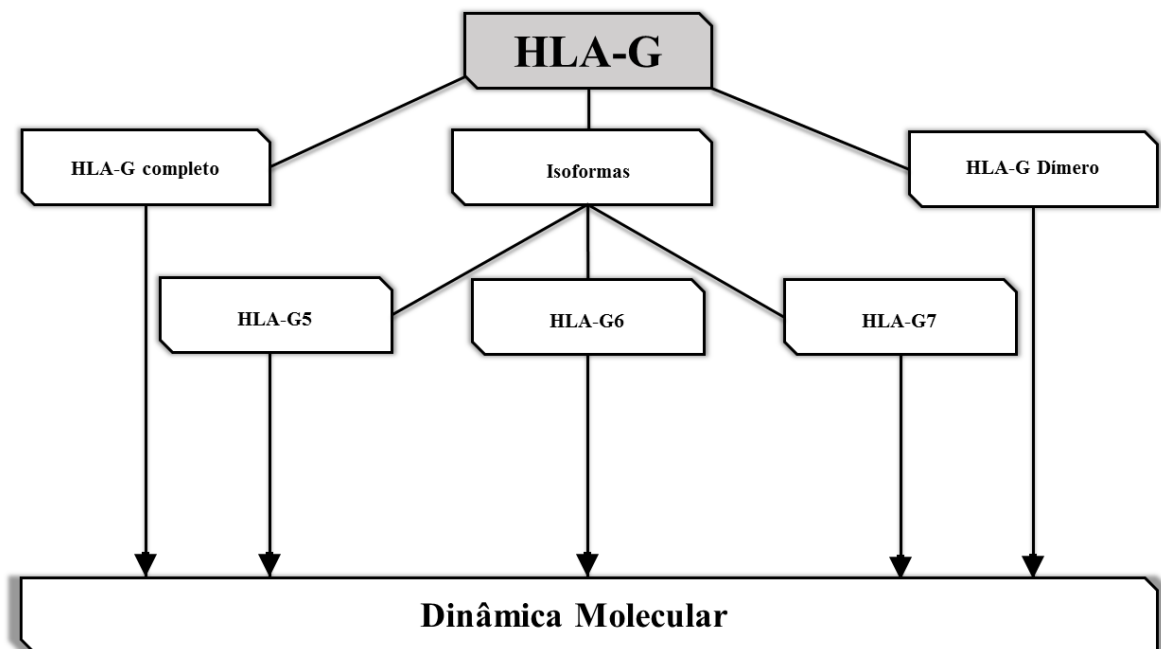 HLA-G
HLA-G completo
Isoformas
HLA-G Dímero
HLA-G5
HLA-G6
HLA-G7
Dinâmica Molecular